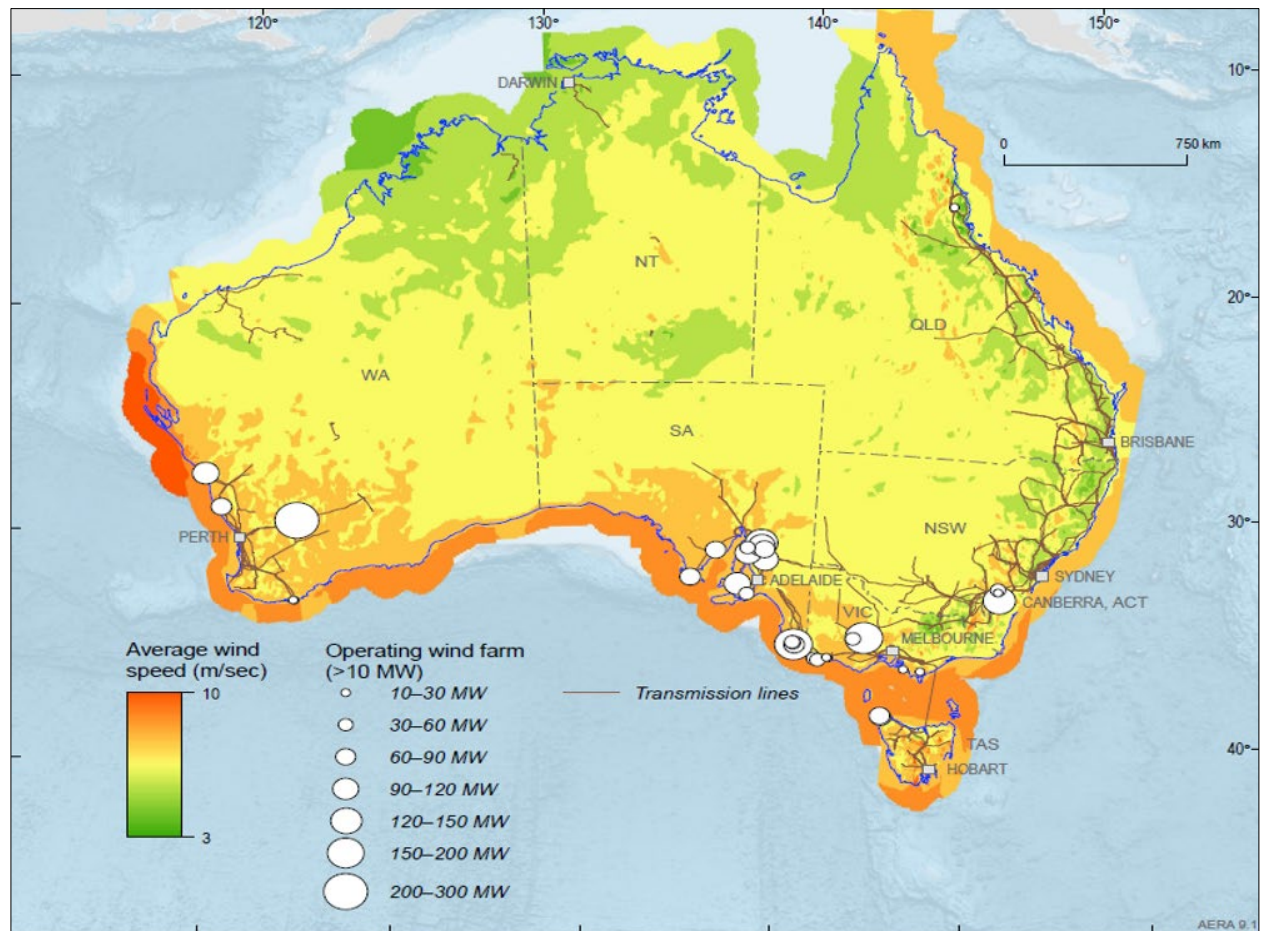 120°
130°
140°
150°
DARWIN
10°
0
750 km
NT
20°
QLD
WA
SA
BRISBANE
30°
NSW
PERTH
SYDNEY
ADELAIDE
CANBERRA, ACT
VIC
MELBOURNE
Average wind
speed (m/sec)
10
3
Operating wind farm
(>10 MW)
10–30 MW
30–60 MW
60–90 MW
90–120 MW
120–150 MW
150–200 MW
200–300 MW
Transmission lines
TAS
40°
HOBART
AERA 9.1